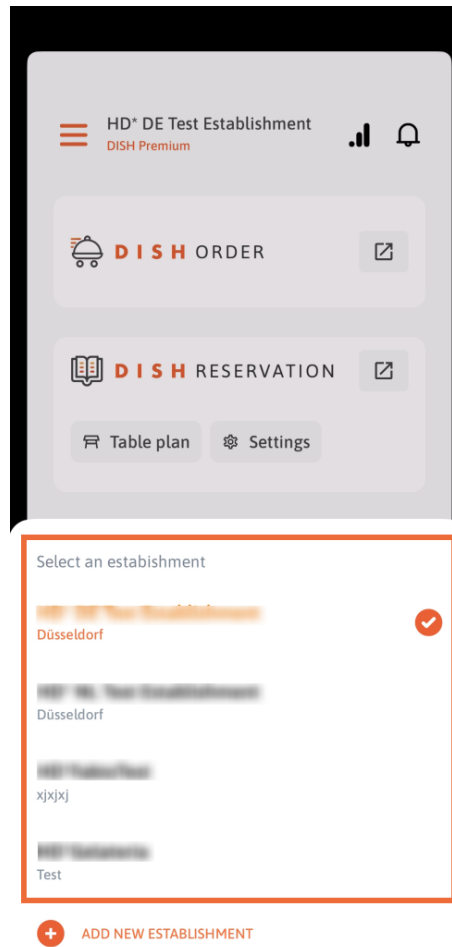 HD* DE Test Establishment
DISH Premium
DISH ORDER
DISH RESERVATION
Table plan
Settings
Select an estabishment
Düsseldorf
Düsseldorf
xjxjxj
Test
ADD NEW ESTABLISHMENT